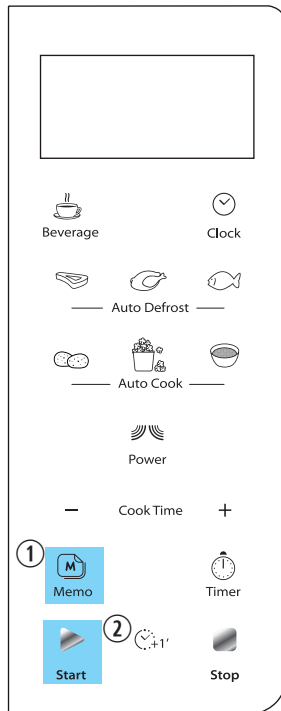 Beverage
Clock
Auto Defrost
Auto Cook
Power
− Cook Time +
① M
Memo
Timer
② +1'
Start
Stop